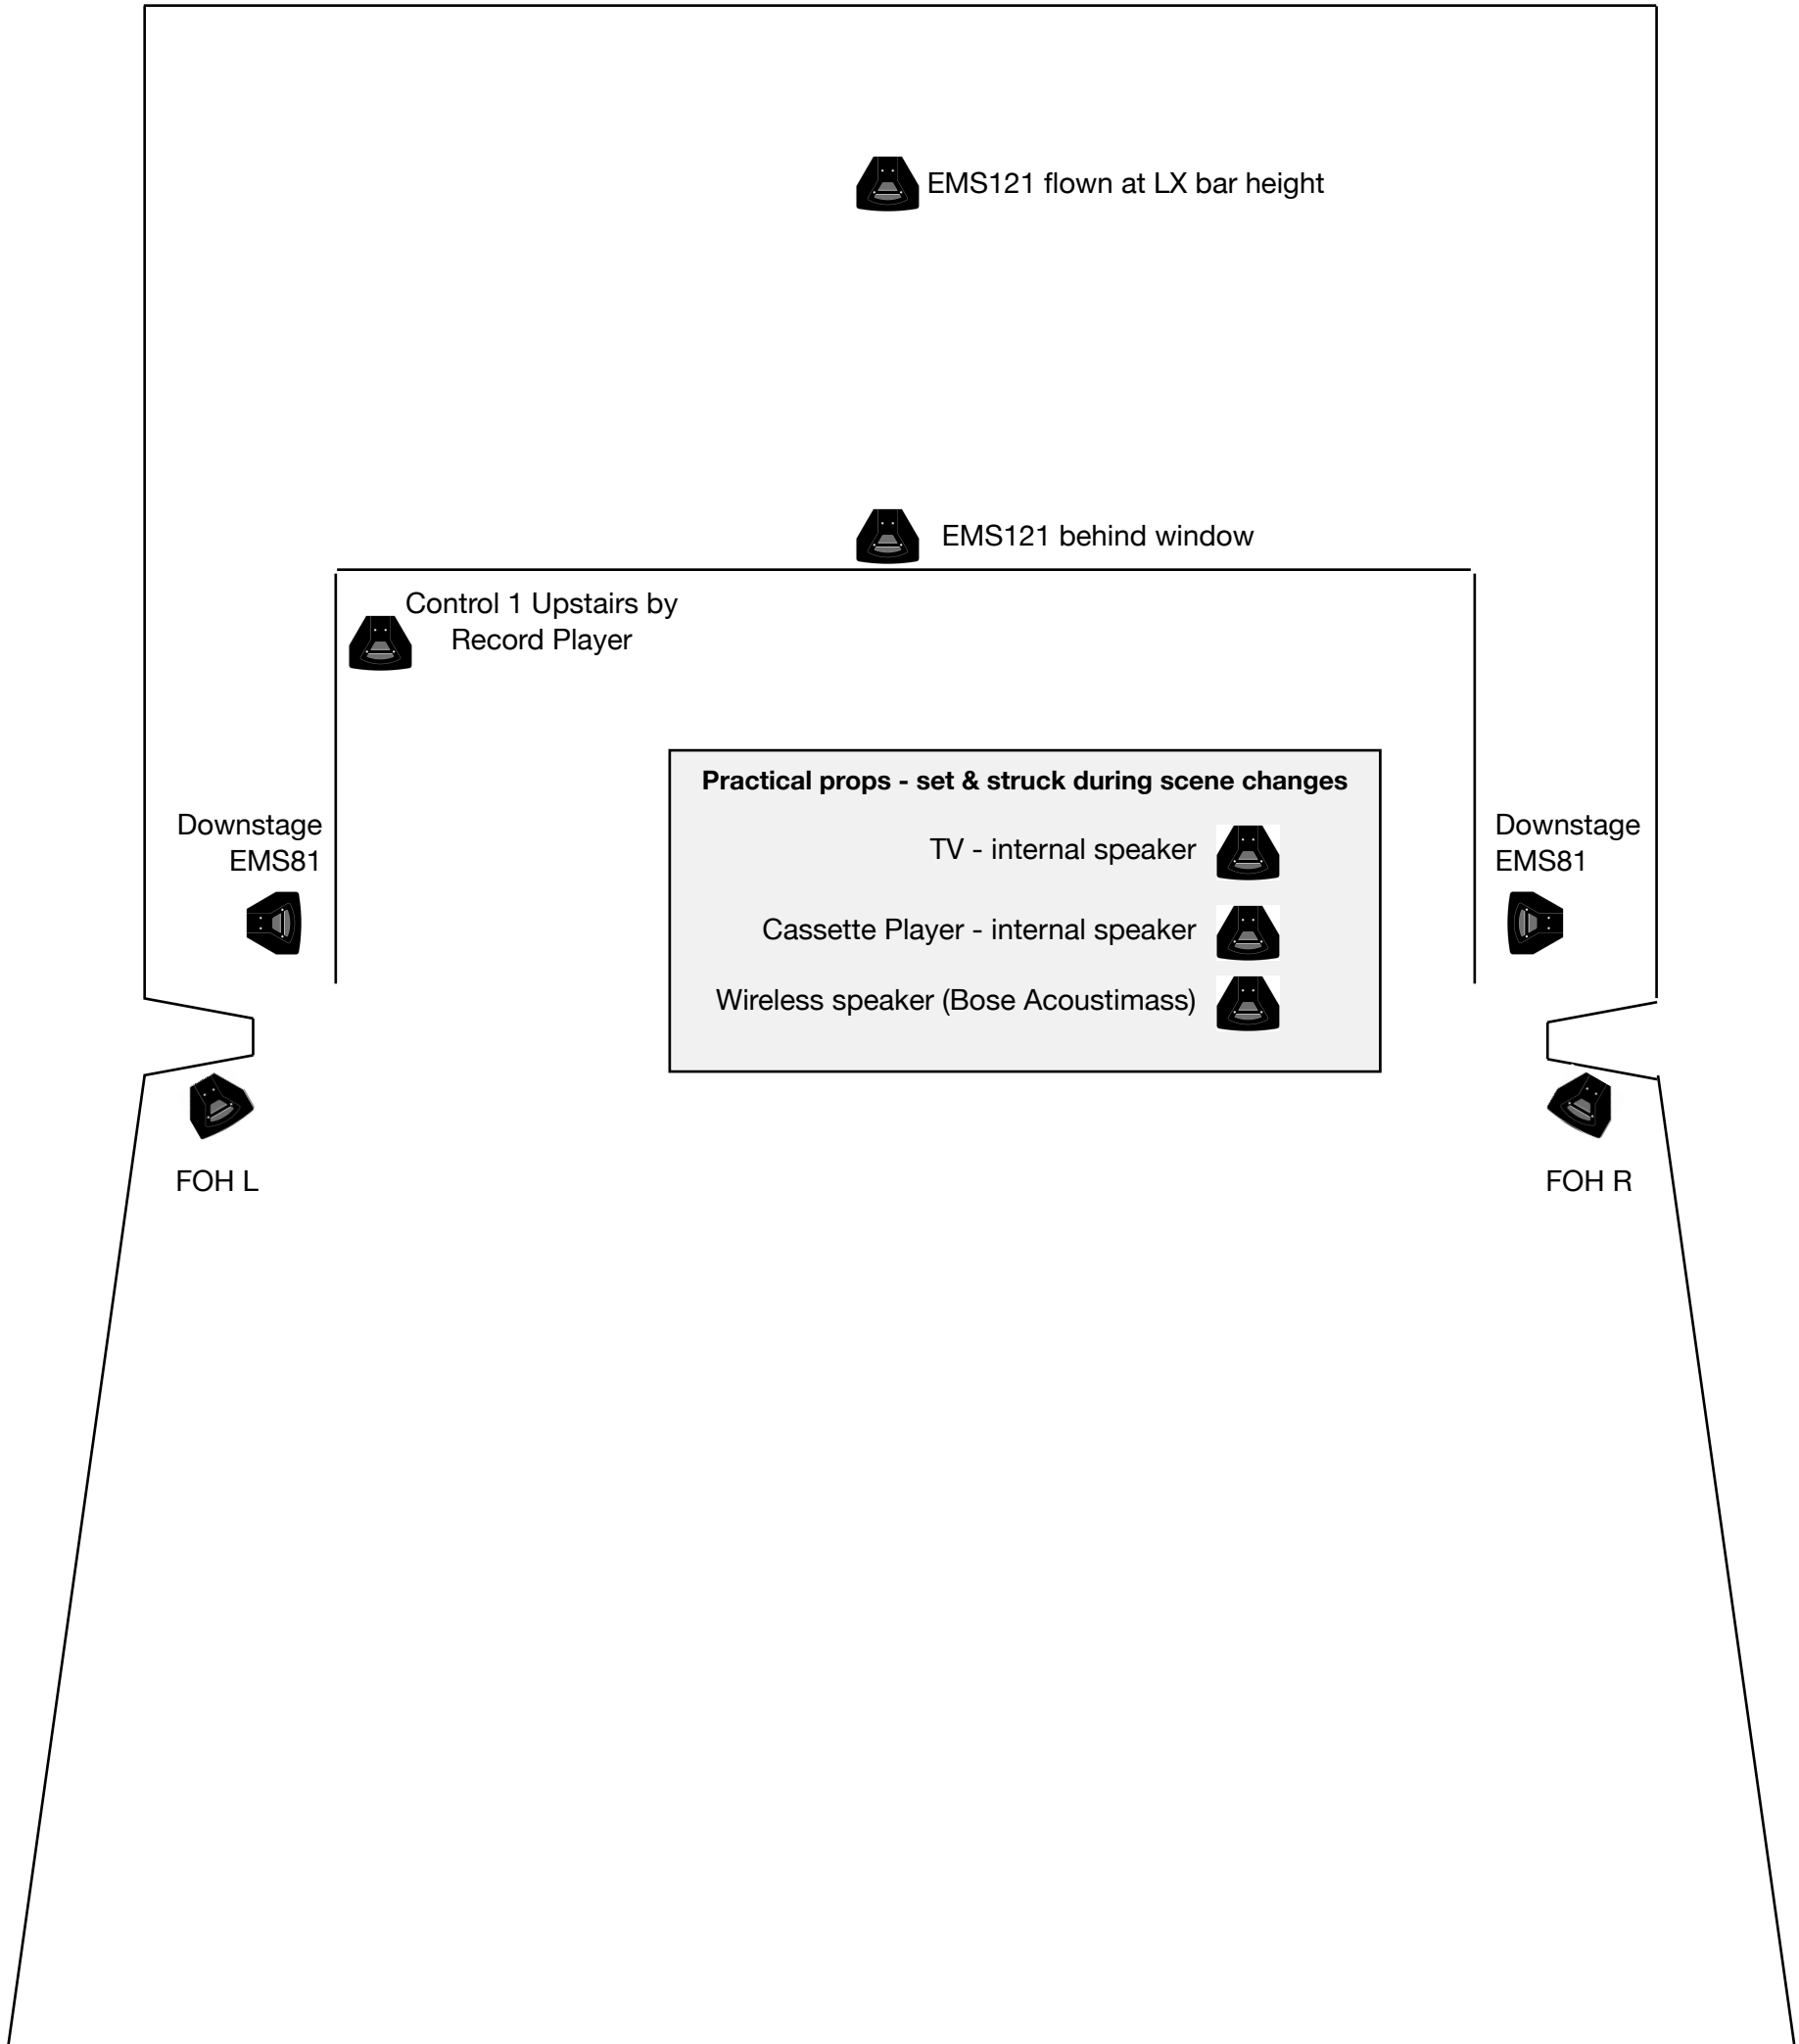 EMS121 flown at LX bar height
EMS121 behind window
Control 1 Upstairs by
Record Player
Practical props - set & struck during scene changes
TV - internal speaker
Cassette Player - internal speaker
Wireless speaker (Bose Acoustimass)
Downstage
EMS81
Downstage
EMS81
FOH L
FOH R